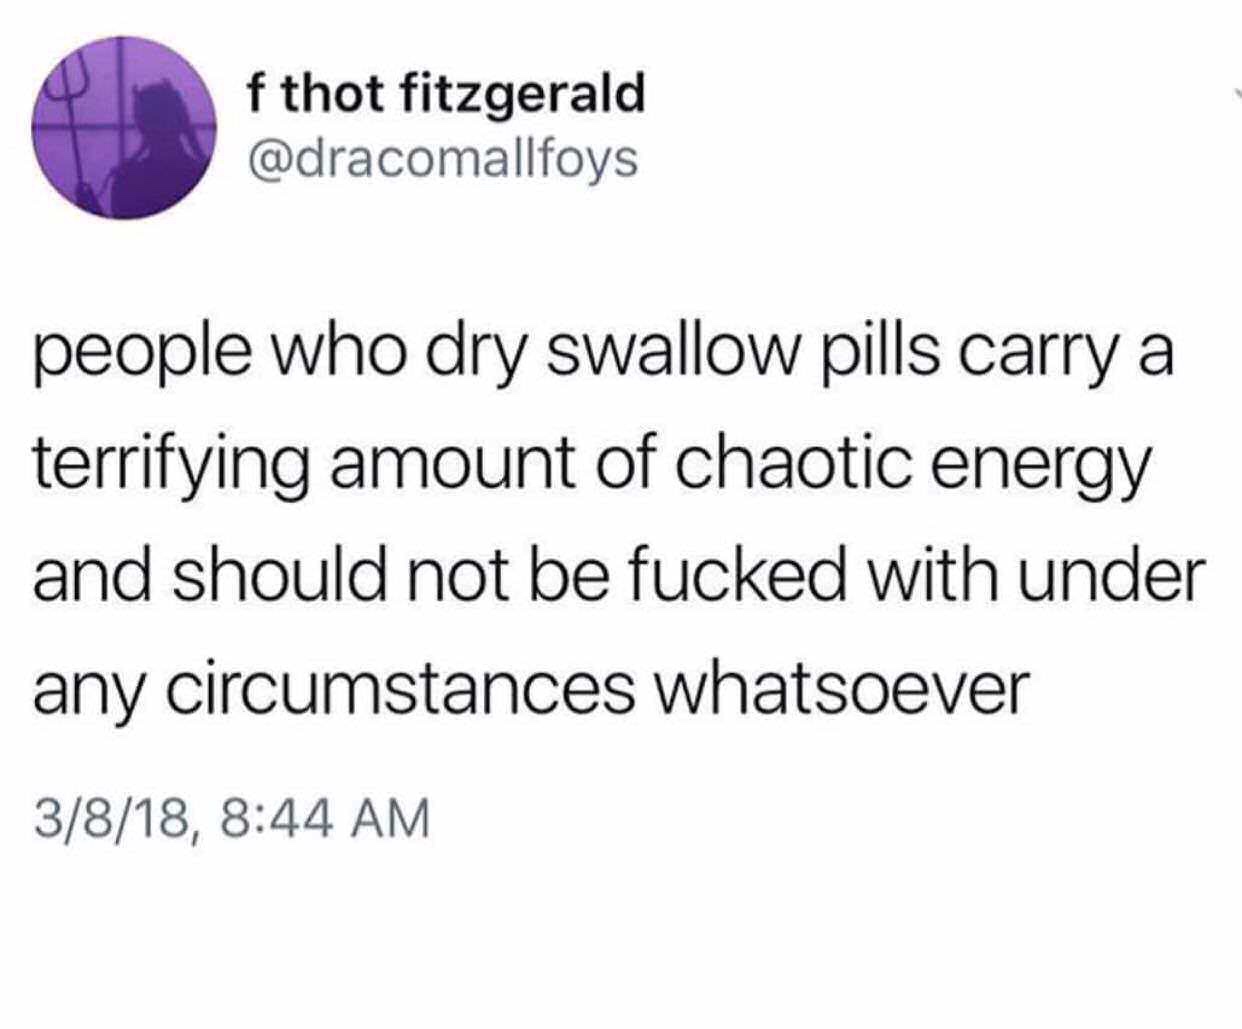 f thot fitzgerald
@dracomallfoys
people who dry swallow pills carry a
terrifying amount of chaotic energy
and should not be fucked with under
any circumstances whatsoever
3/8/18, 8:44 AM